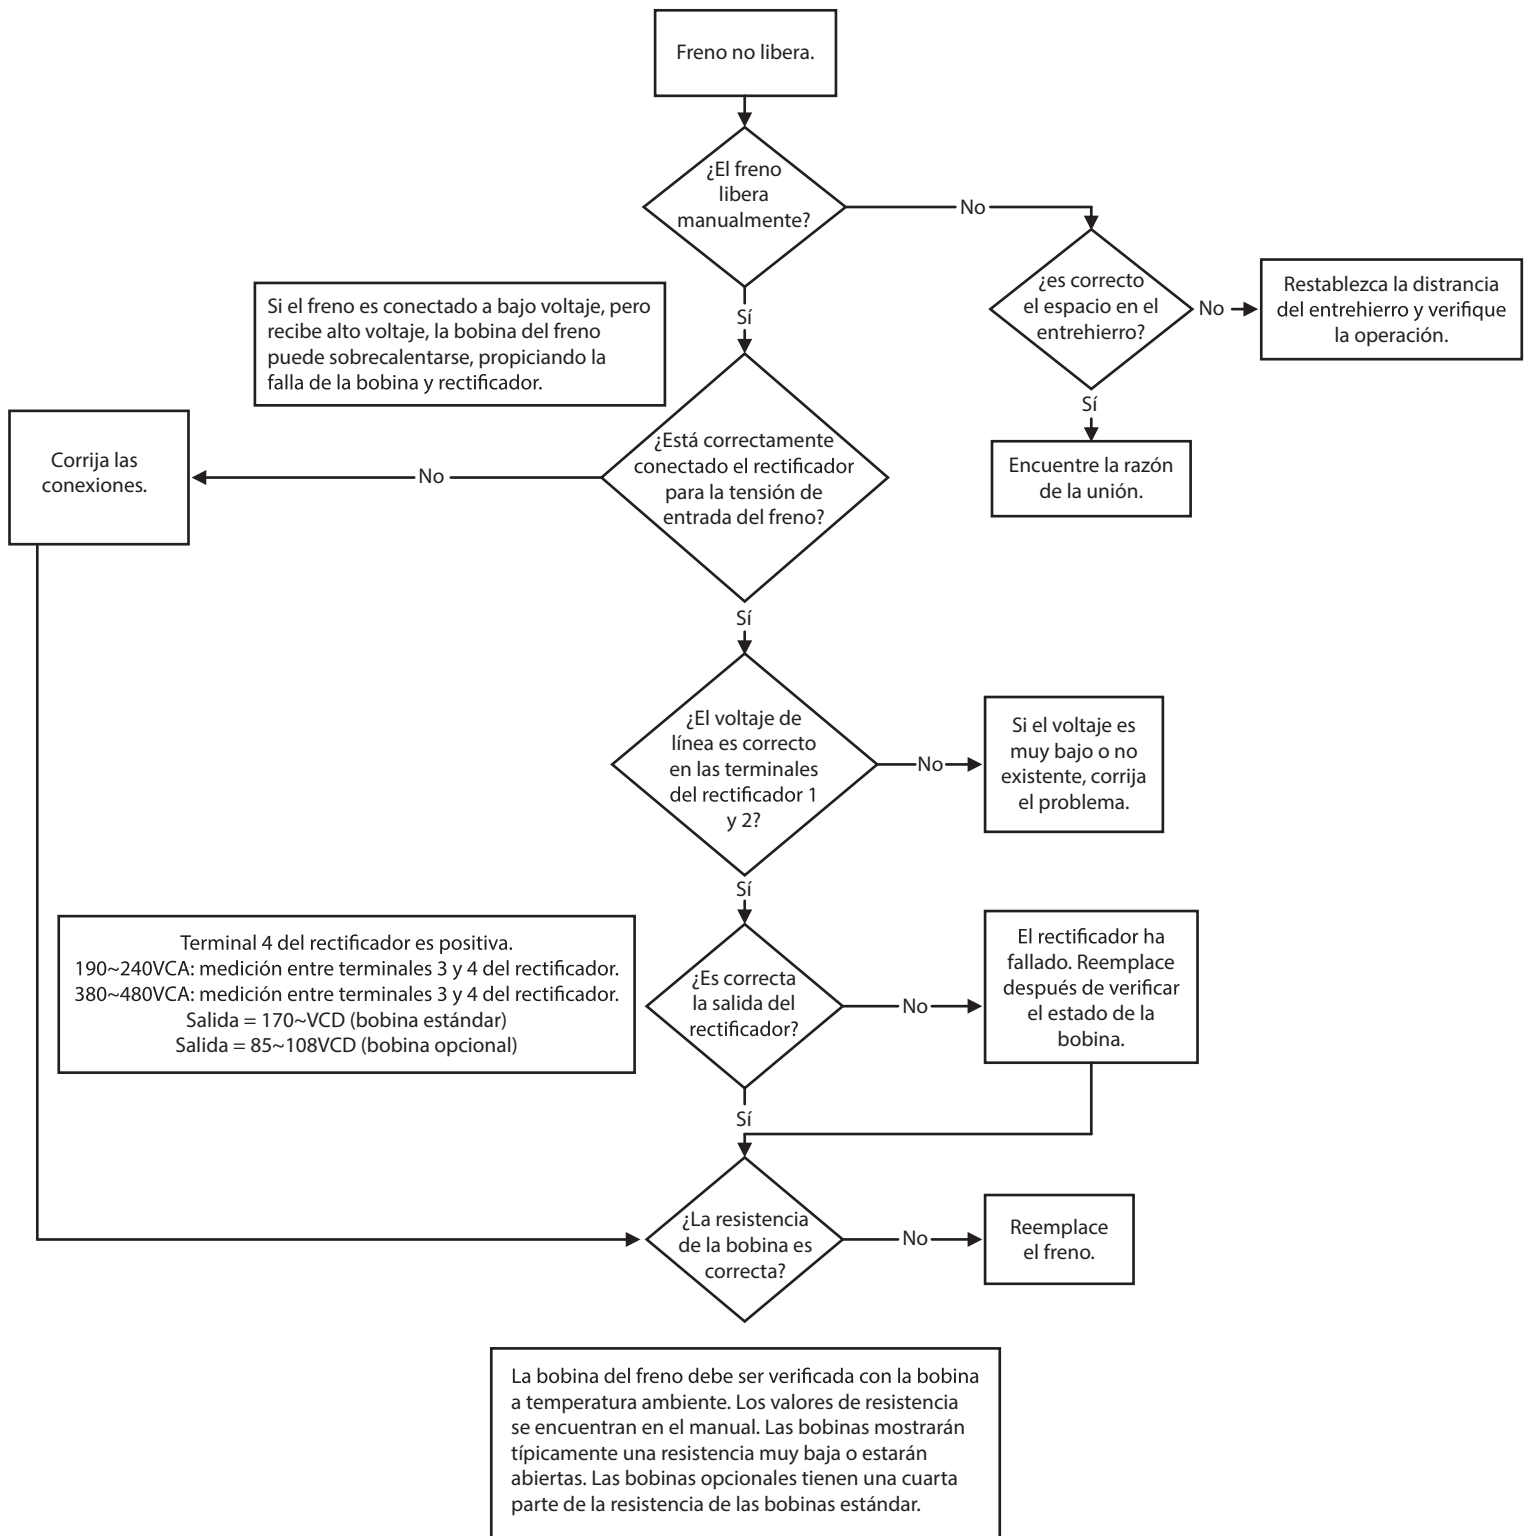 Freno no libera.
¿El freno
libera
manualmente?
No
¿es correcto
el espacio en el
entrehierro?
No
Restablezca la distrancia
del entrehierro y verifique
la operación.
Sí
Encuentre la razón
de la unión.
Sí
Si el freno es conectado a bajo voltaje, pero
recibe alto voltaje, la bobina del freno
puede sobrecalentarse, propiciando la
falla de la bobina y rectificador.
¿Está correctamente
conectado el rectificador
para la tensión de
entrada del freno?
No
Corrija las
conexiones.
Sí
¿El voltaje de
línea es correcto
en las terminales
del rectificador 1
y 2?
No
Si el voltaje es
muy bajo o no
existente, corrija
el problema.
Sí
Terminal 4 del rectificador es positiva.
190~240VCA: medición entre terminales 3 y 4 del rectificador.
380~480VCA: medición entre terminales 3 y 4 del rectificador.
Salida = 170~VCD (bobina estándar)
Salida = 85~108VCD (bobina opcional)
¿Es correcta
la salida del
rectificador?
No
El rectificador ha
fallado. Reemplace
después de verificar
el estado de la
bobina.
Sí
¿La resistencia
de la bobina es
correcta?
No
Reemplace
el freno.
La bobina del freno debe ser verificada con la bobina
a temperatura ambiente. Los valores de resistencia
se encuentran en el manual. Las bobinas mostrarán
típicamente una resistencia muy baja o estarán
abiertas. Las bobinas opcionales tienen una cuarta
parte de la resistencia de las bobinas estándar.